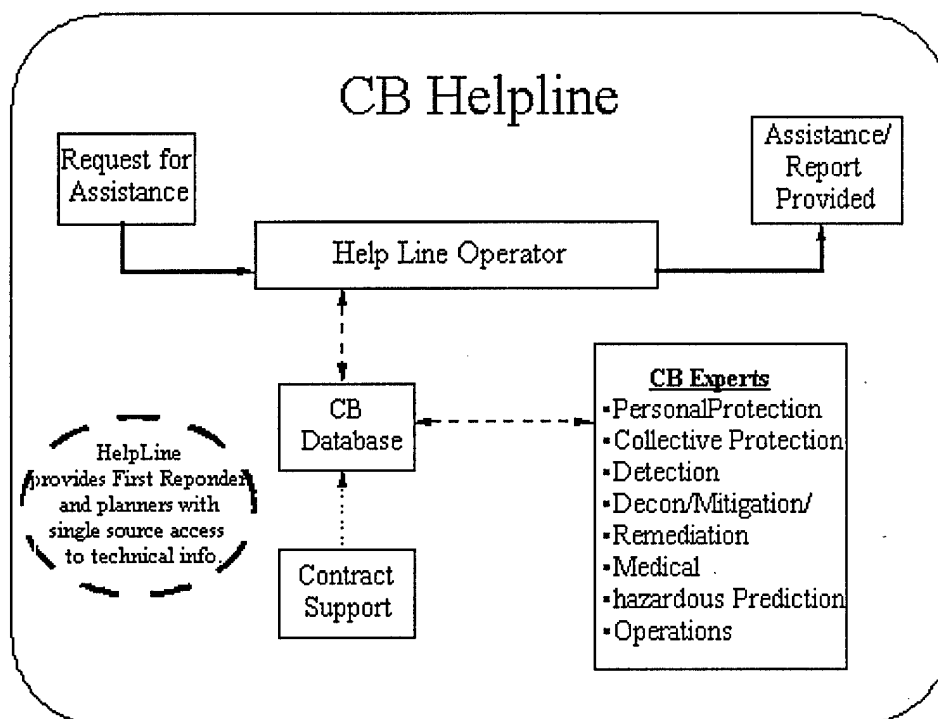 CB Helpline
Request for
Assistance
Assistance/
Report
Provided
Help Line Operator
CB
Database
CB Experts
▪PersonalProtection
▪Collective Protection
▪Detection
▪Decon/Mitigation/
▪Remediation
▪Medical
▪hazardous Prediction
▪Operations
HelpLine
provides First Reponder
and planners with
single source access
to technical info.
Contract
Support